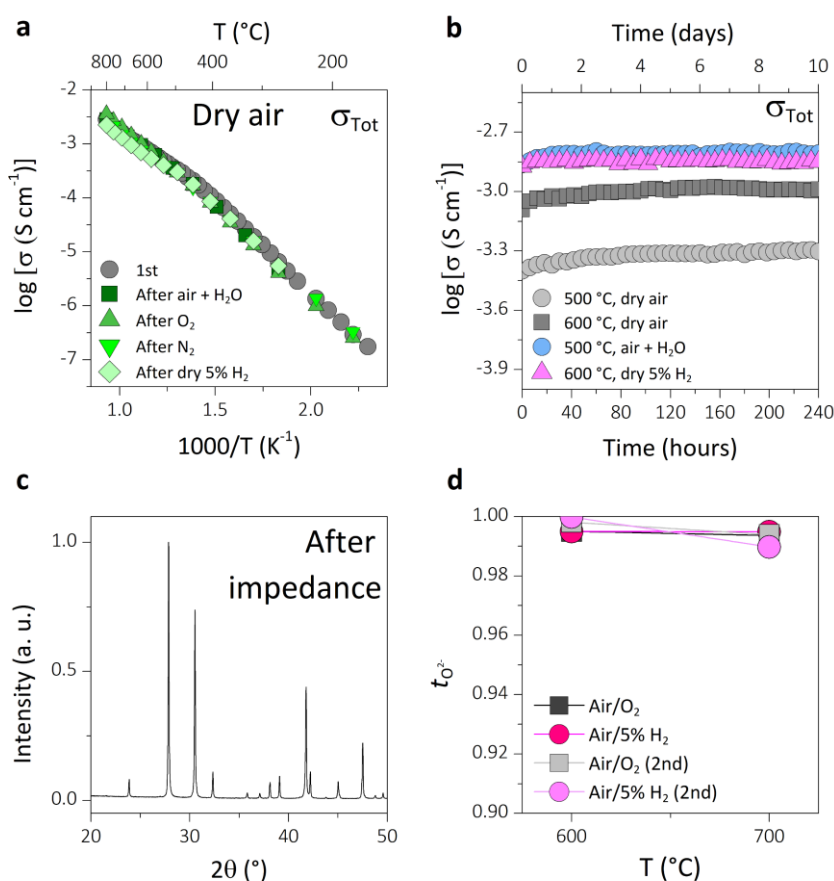 a
T (°C)
800 600 400 200
Dry air σTot
-2
-3
-4
-5
-6
-7
log [σ (S cm⁻¹)]
1st
After air + H₂O
After O₂
After N₂
After dry 5% H₂
1.0 1.5 2.0
1000/T (K⁻¹)
b
Time (days)
0 2 4 6 8 10
σTot
-2.7
-3.0
-3.3
-3.6
-3.9
log [σ (S cm⁻¹)]
500 °C, dry air
600 °C, dry air
500 °C, air + H₂O
600 °C, dry 5% H₂
0 40 80 120 160 200 240
Time (hours)
c
After
impedance
1.0
0.5
0.0
Intensity (a. u.)
20 30 40 50
2θ (°)
d
1.00
0.98
0.96
0.94
0.92
0.90
tO²⁻
Air/O₂
Air/5% H₂
Air/O₂ (2nd)
Air/5% H₂ (2nd)
600 700
T (°C)